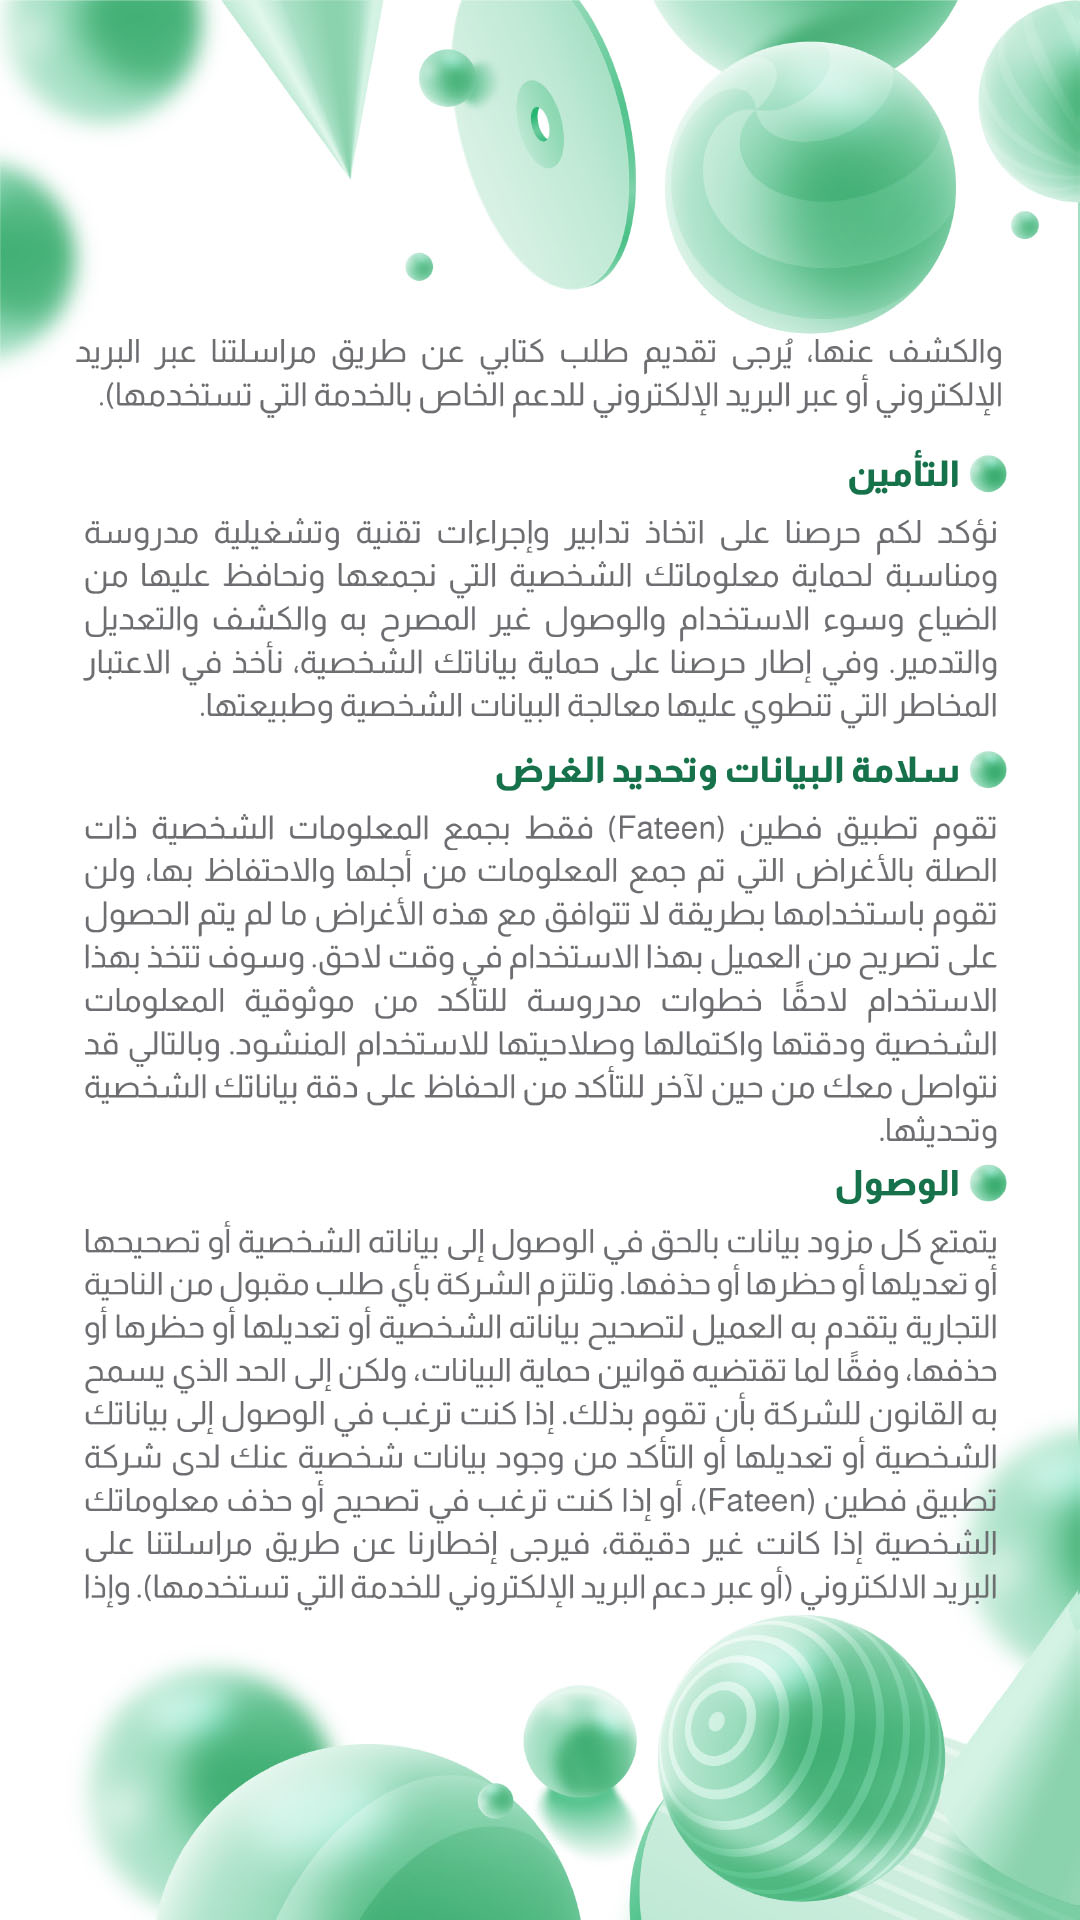 والكشف عنها، يُرجى تقديم طلب كتابي عن طريق مراسلتنا عبر البريد
الإلكتروني أو عبر البريد الإلكتروني للدعم الخاص بالخدمة التي تستخدمها).
التأمين
نؤكد لكم حرصنا على اتخاذ تدابير وإجراءات تقنية وتشغيلية مدروسة
ومناسبة لحماية معلوماتك الشخصية التي نجمعها ونحافظ عليها من
الضياع وسوء الاستخدام والوصول غير المصرح به والكشف والتعديل
والتدمير. وفي إطار حرصنا على حماية بياناتك الشخصية، نأخذ في الاعتبار
المخاطر التي تنطوي عليها معالجة البيانات الشخصية وطبيعتها.
سلامة البيانات وتحديد الغرض
تقوم تطبيق فطين (Fateen) فقط بجمع المعلومات الشخصية ذات
الصلة بالأغراض التي تم جمع المعلومات من أجلها والاحتفاظ بها، ولن
تقوم باستخدامها بطريقة لا تتوافق مع هذه الأغراض ما لم يتم الحصول
على تصريح من العميل بهذا الاستخدام في وقت لاحق. وسوف تتخذ بهذا
الاستخدام لاحقًا خطوات مدروسة للتأكد من موثوقية المعلومات
الشخصية ودقتها واكتمالها وصلاحيتها للاستخدام المنشود. وبالتالي قد
نتواصل معك من حين لآخر للتأكد من الحفاظ على دقة بياناتك الشخصية
وتحديثها.
الوصول
يتمتع كل مزود بيانات بالحق في الوصول إلى بياناته الشخصية أو تصحيحها
أو تعديلها أو حظرها أو حذفها. وتلتزم الشركة بأي طلب مقبول من الناحية
التجارية يتقدم به العميل لتصحيح بياناته الشخصية أو تعديلها أو حظرها أو
حذفها، وفقًا لما تقتضيه قوانين حماية البيانات، ولكن إلى الحد الذي يسمح
به القانون للشركة بأن تقوم بذلك. إذا كنت ترغب في الوصول إلى بياناتك
الشخصية أو تعديلها أو التأكد من وجود بيانات شخصية عنك لدى شركة
تطبيق فطين (Fateen)، أو إذا كنت ترغب في تصحيح أو حذف معلوماتك
الشخصية إذا كانت غير دقيقة، فيرجى إخطارنا عن طريق مراسلتنا على
البريد الالكتروني (أو عبر دعم البريد الإلكتروني للخدمة التي تستخدمها). وإذا